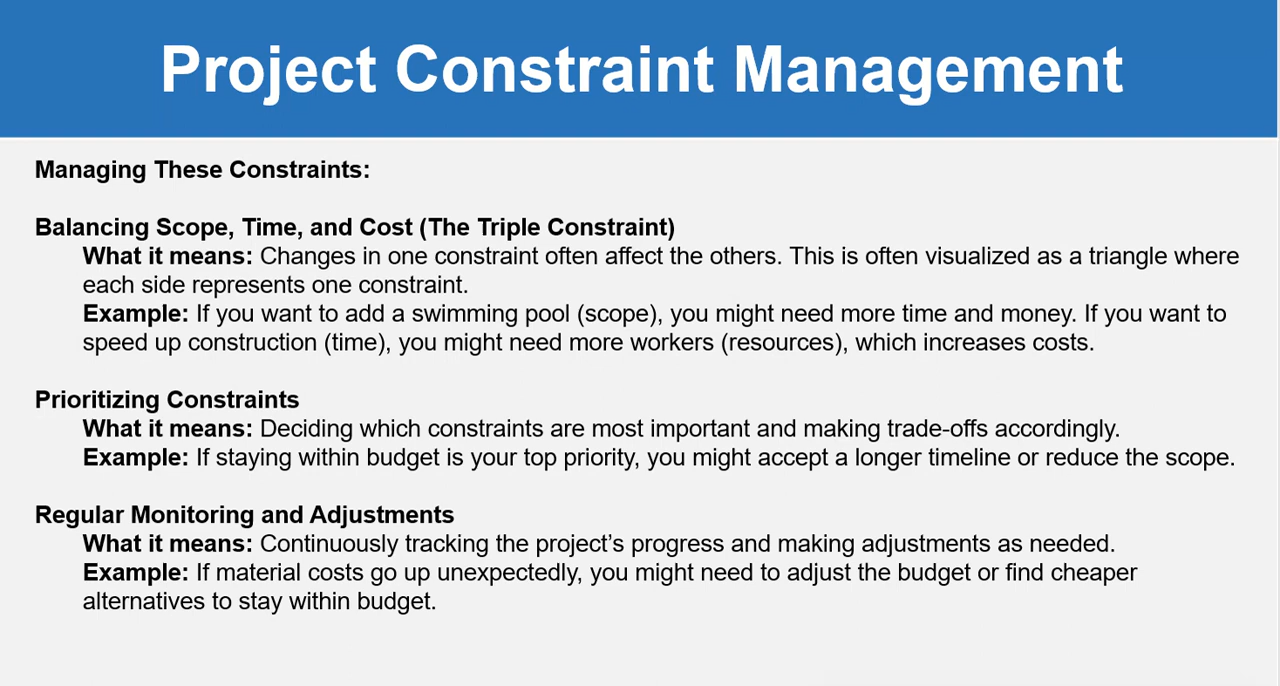 Project Constraint Management
Managing These Constraints:
Balancing Scope, Time, and Cost (The Triple Constraint)
What it means: Changes in one constraint often affect the others. This is often visualized as a triangle where
each side represents one constraint.
Example: If you want to add a swimming pool (scope), you might need more time and money. If you want to
speed up construction (time), you might need more workers (resources), which increases costs.
Prioritizing Constraints
What it means: Deciding which constraints are most important and making trade-offs accordingly.
Example: If staying within budget is your top priority, you might accept a longer timeline or reduce the scope.
Regular Monitoring and Adjustments
What it means: Continuously tracking the project’s progress and making adjustments as needed.
Example: If material costs go up unexpectedly, you might need to adjust the budget or find cheaper
alternatives to stay within budget.